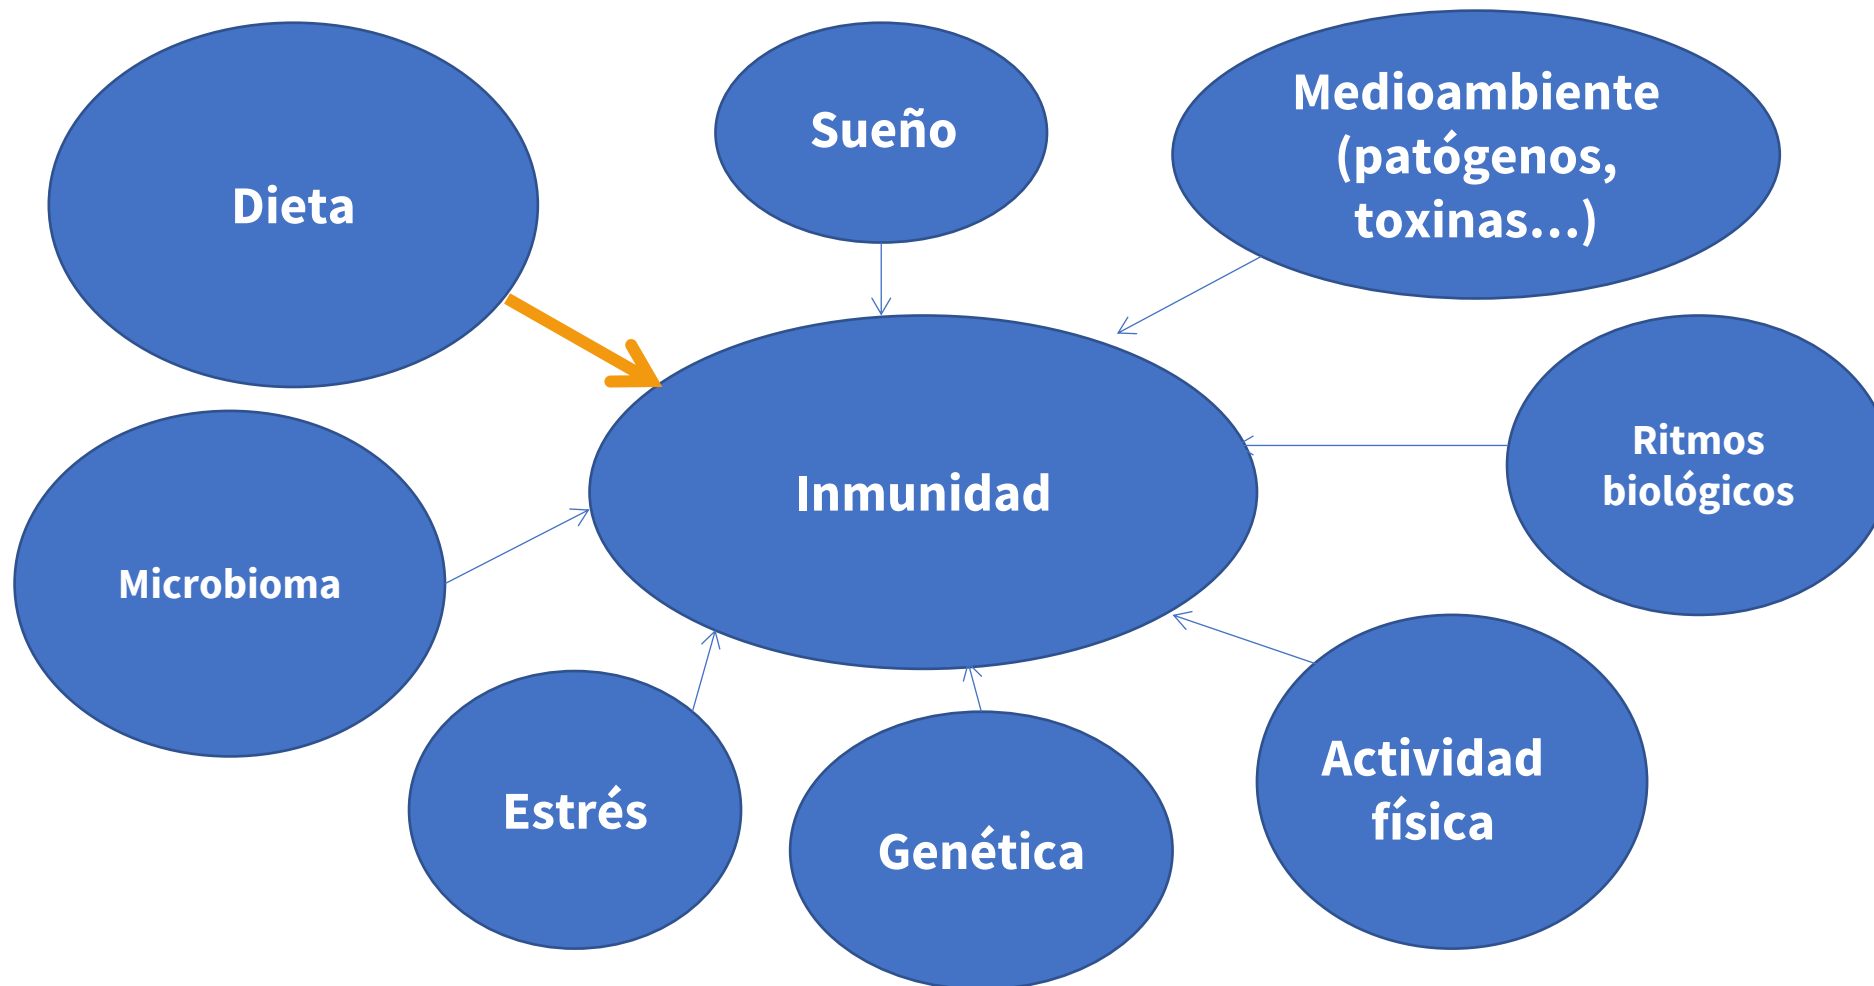 Dieta
Sueño
Medioambiente
(patógenos,
toxinas...)
Inmunidad
Ritmos
biológicos
Microbioma
Estrés
Genética
Actividad
física